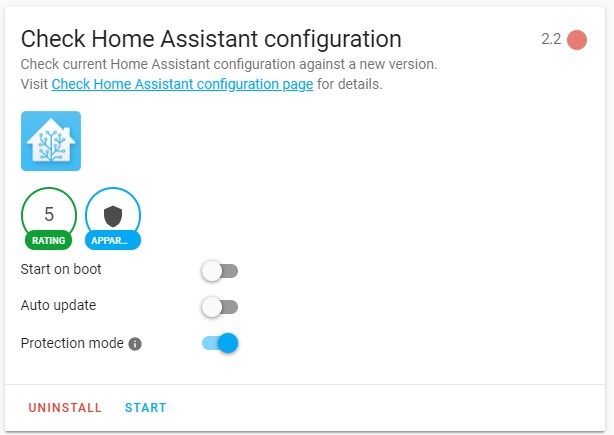 Check Home Assistant configuration
2.2
Check current Home Assistant configuration against a new version.
Visit Check Home Assistant configuration page for details.
5
RATING
APPAR...
Start on boot
Auto update
Protection mode
UNINSTALL
START